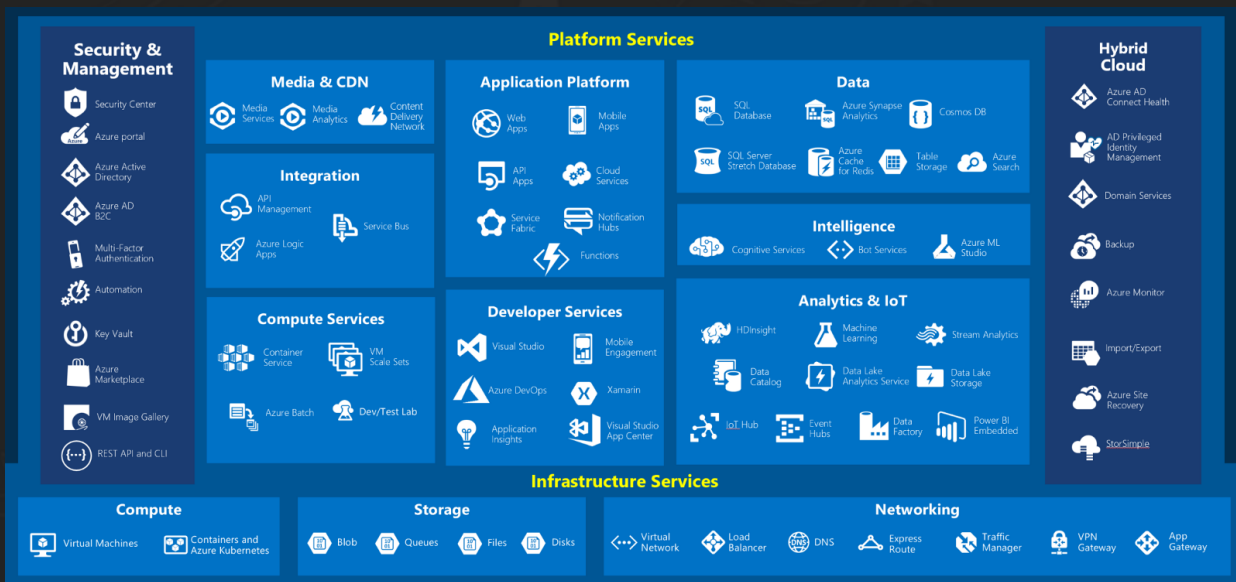 Platform Services
Security &
Management
Security Center
Azure
Azure portal
Azure Active
Directory
Azure AD
B2C
Multi-Factor
Authentication
Automation
Key Vault
Azure
Marketplace
VM Image Gallery
{···}
REST API and CLI
Media & CDN
Media
Services
Media
Analytics
Content
Delivery
Network
Integration
API
Management
Service Bus
Azure Logic
Apps
Compute Services
Container
Service
VM
Scale Sets
Azure Batch
Dev/Test Lab
Application Platform
Web
Apps
Mobile
Apps
API
Apps
Cloud
Services
Service
Fabric
Notification
Hubs
Functions
Developer Services
Visual Studio
Mobile
Engagement
Azure DevOps
Xamarin
Application
Insights
Visual Studio
App Center
Data
SQL
SQL
Database
SQL
Azure Synapse
Analytics
{ }
Cosmos DB
SQL
SQL Server
Stretch Database
Azure
Cache
for Redis
Table
Storage
Azure
Search
Intelligence
Cognitive Services
Bot Services
Azure ML
Studio
Analytics & IoT
HDInsight
Machine
Learning
Stream Analytics
Data
Catalog
Data Lake
Analytics Service
Data Lake
Storage
IoT Hub
Event
Hubs
Data
Factory
Power BI
Embedded
Hybrid
Cloud
Azure AD
Connect Health
AD Privileged
Identity
Management
Domain Services
Backup
Azure Monitor
Import/Export
Azure Site
Recovery
StorSimple
Infrastructure Services
Compute
Virtual Machines
Containers and
Azure Kubernetes
Storage
Blob
Queues
Files
Disks
Networking
Virtual
Network
Load
Balancer
DNS
DNS
Express
Route
Traffic
Manager
VPN
Gateway
App
Gateway